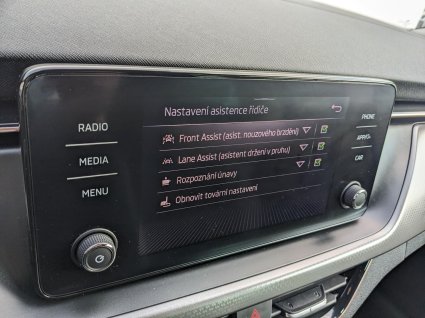 Nastavení asistence řidiče
RADIO
PHONE
Front Assist (asist. nouzového brzdění)
APP/
MEDIA
Lane Assist (asistent držení v pruhu)
CAR
MENU
Rozpoznání únavy
Obnovit tovární nastavení